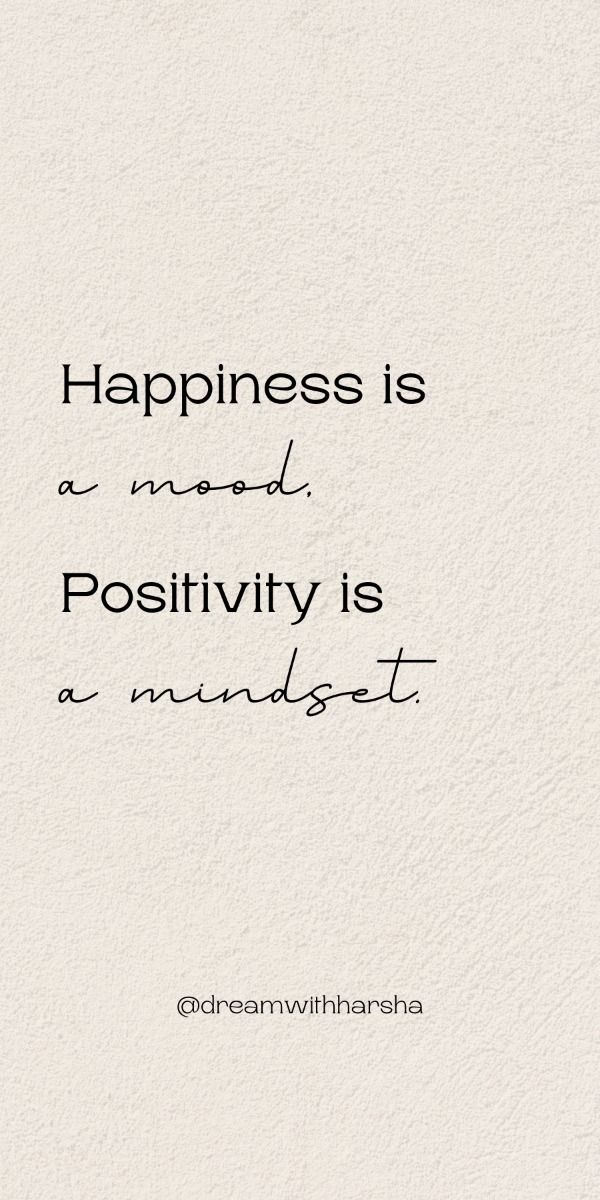 Happiness is
a mood.
Positivity is
a mindset.
@dreamwithharsha